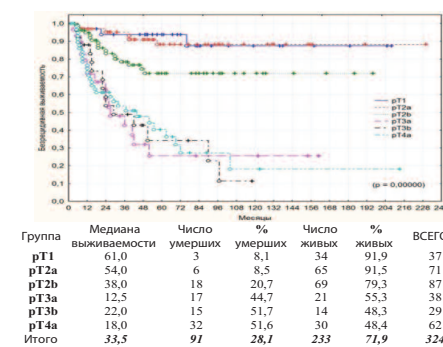 1,0
0,9
0,8
0,7
0,6
0,5
0,4
0,3
0,2
0,1
0,0
Безрецидивная выживаемость
pT1
pT2a
pT2b
pT3a
pT3b
pT4a
(p = 0,00000)
0 12 24 36 48 60 72 84 96 108 120 132 144 156 168 180 192 204 216 228 240
Месяцы
Группа Медиана выживаемости Число умерших % умерших Число живых % живых ВСЕГО
pT1 61,0 3 8,1 34 91,9 37
pT2a 54,0 6 8,5 65 91,5 71
pT2b 38,0 18 20,7 69 79,3 87
pT3a 12,5 17 44,7 21 55,3 38
pT3b 22,0 15 51,7 14 48,3 29
pT4a 18,0 32 51,6 30 48,4 62
Итого 33,5 91 28,1 233 71,9 324